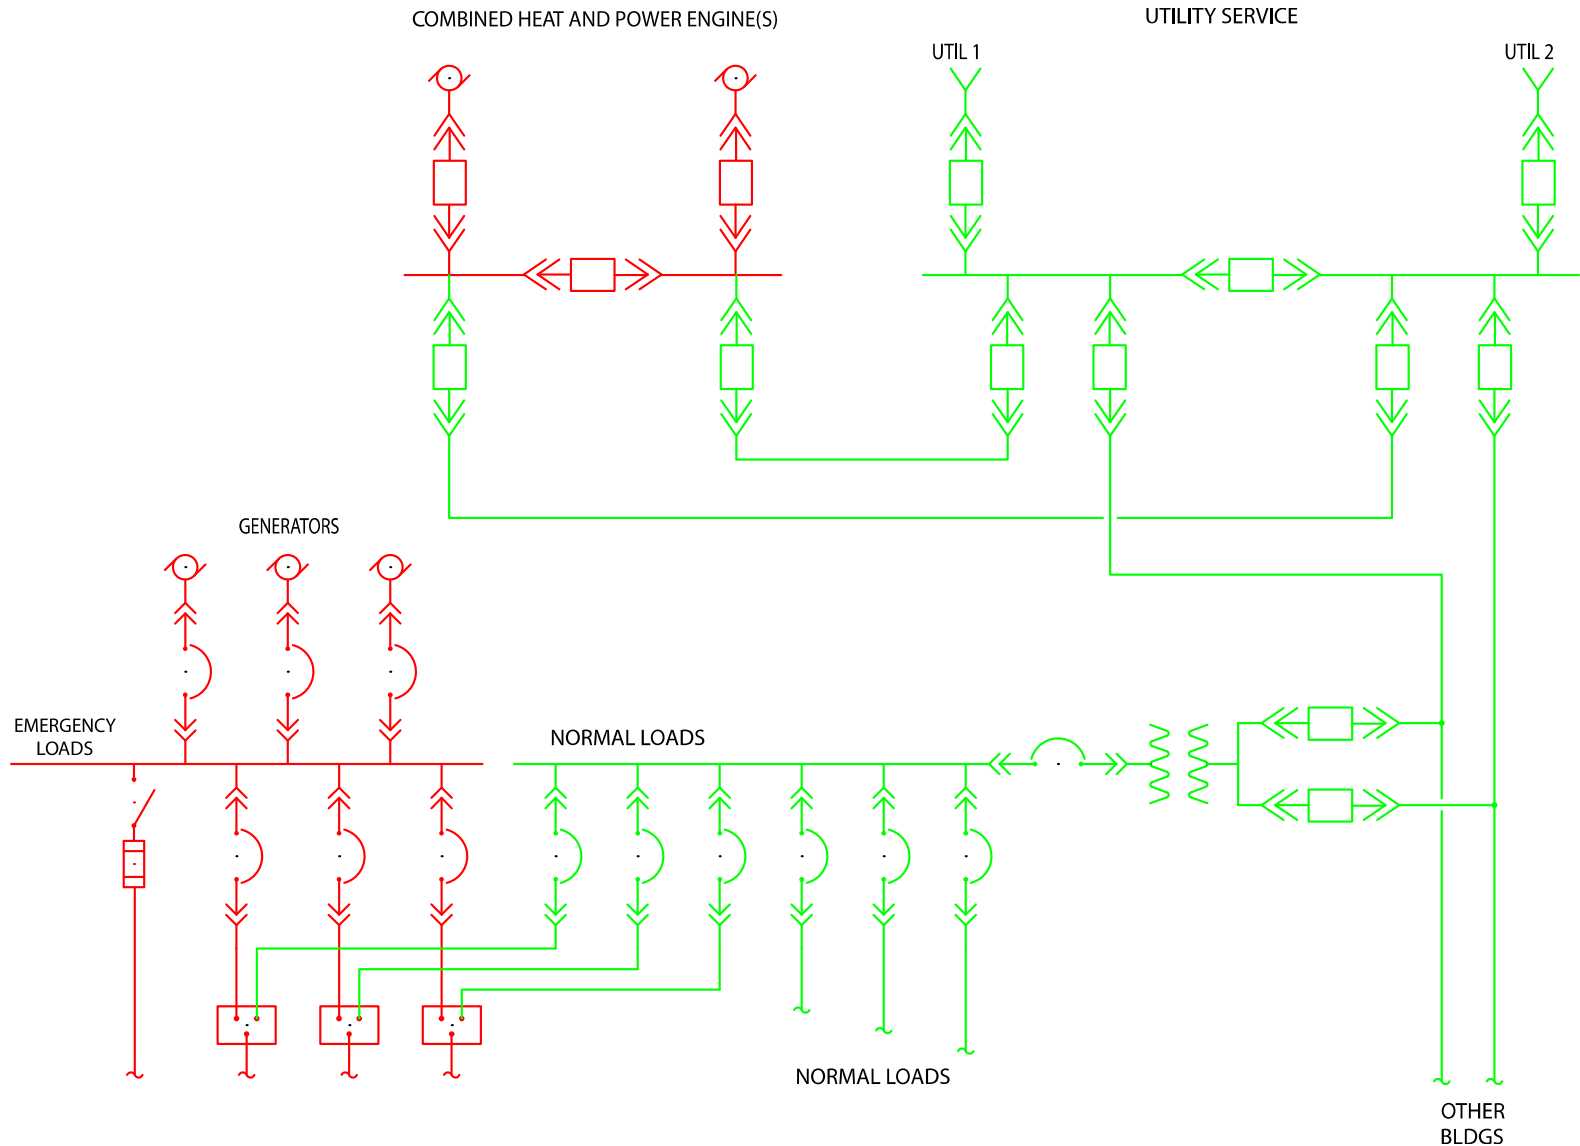 COMBINED HEAT AND POWER ENGINE(S)
UTILITY SERVICE
UTIL 1
UTIL 2
GENERATORS
EMERGENCY
LOADS
NORMAL LOADS
NORMAL LOADS
OTHER
BLDGS